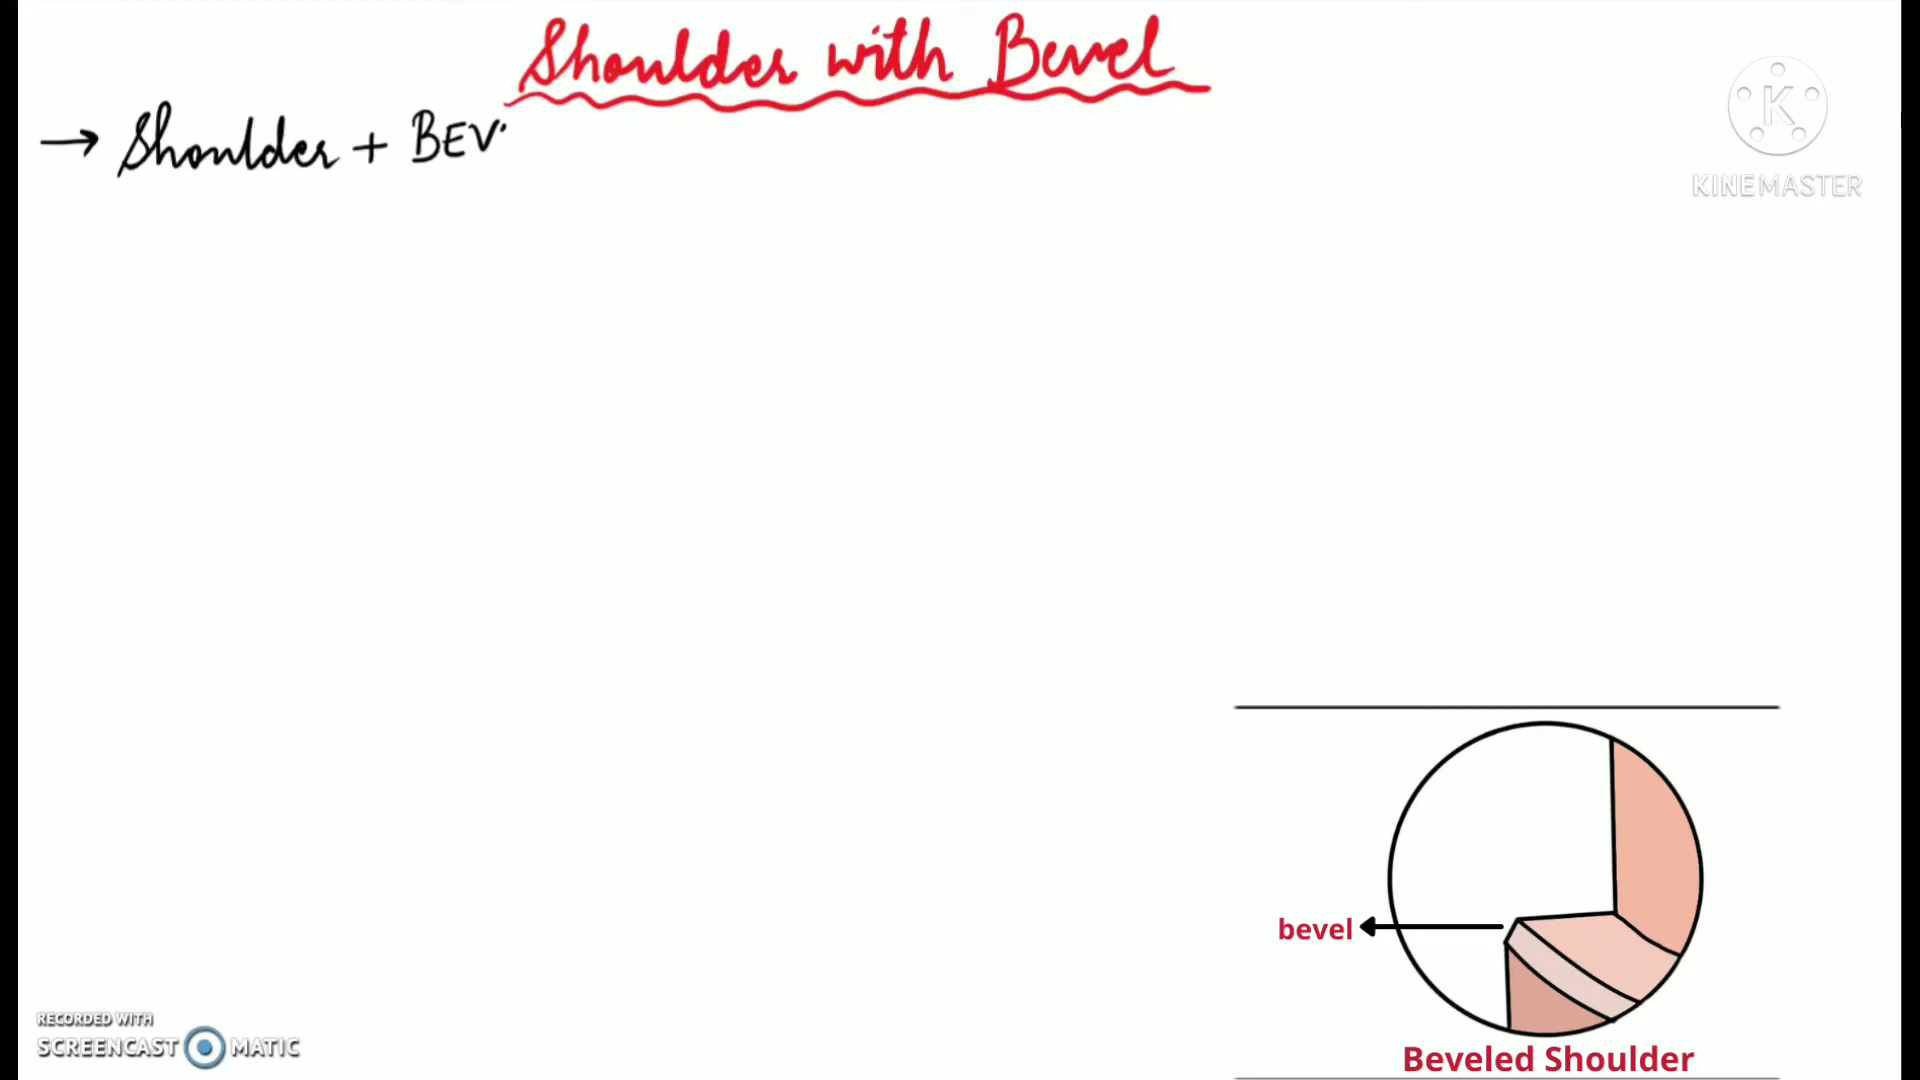 Shoulder with Bevel
→ Shoulder + BEV
K
KINEMASTER
bevel
Beveled Shoulder
RECORDED WITH
SCREENCAST MATIC